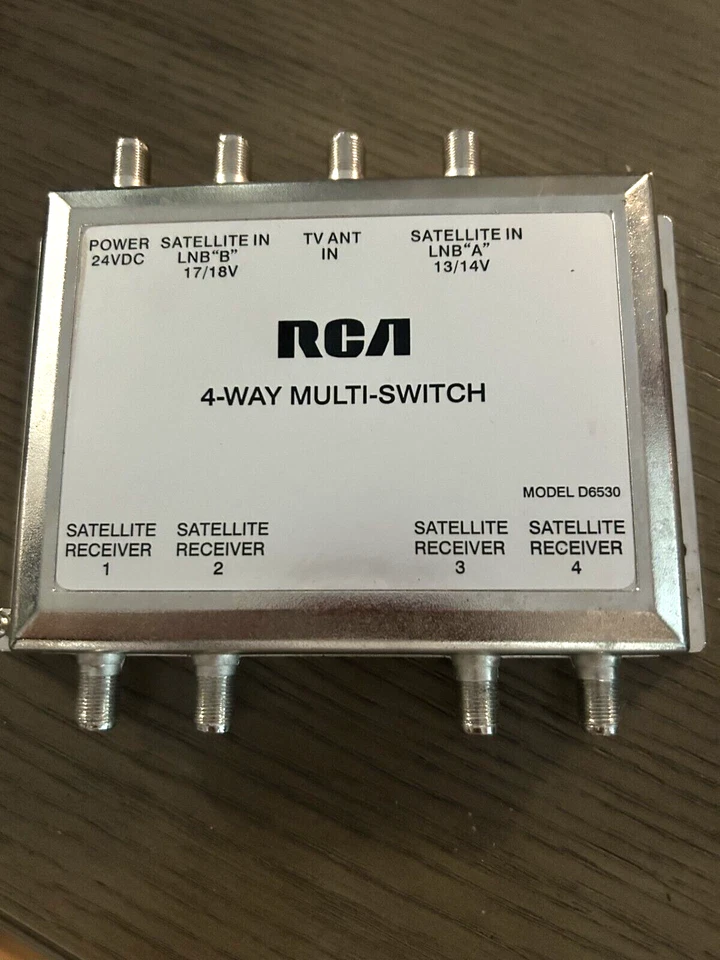 POWER
24VDC
SATELLITE IN
LNB“B”
17/18V
TV ANT
IN
SATELLITE IN
LNB“A”
13/14V
RCA
4-WAY MULTI-SWITCH
MODEL D6530
SATELLITE
RECEIVER
1
SATELLITE
RECEIVER
2
SATELLITE
RECEIVER
3
SATELLITE
RECEIVER
4